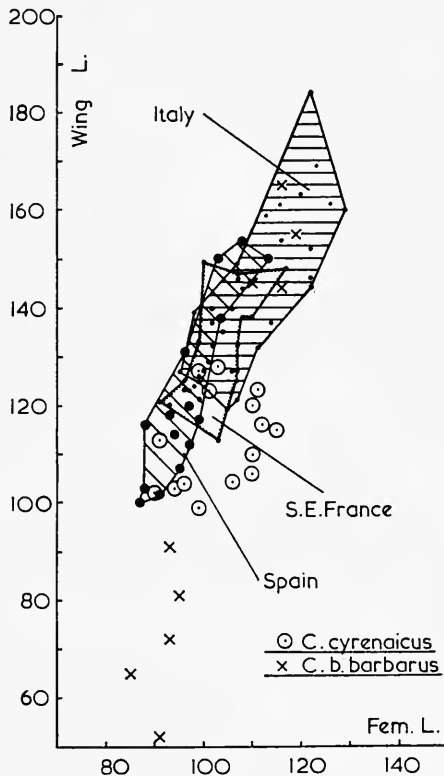 200
Wing L.
180
Italy
160
140
120
S.E. France
100
Spain
80
⊙ C. cyrenaicus
× C. b. barbarus
60
Fem. L.
80 100 120 140